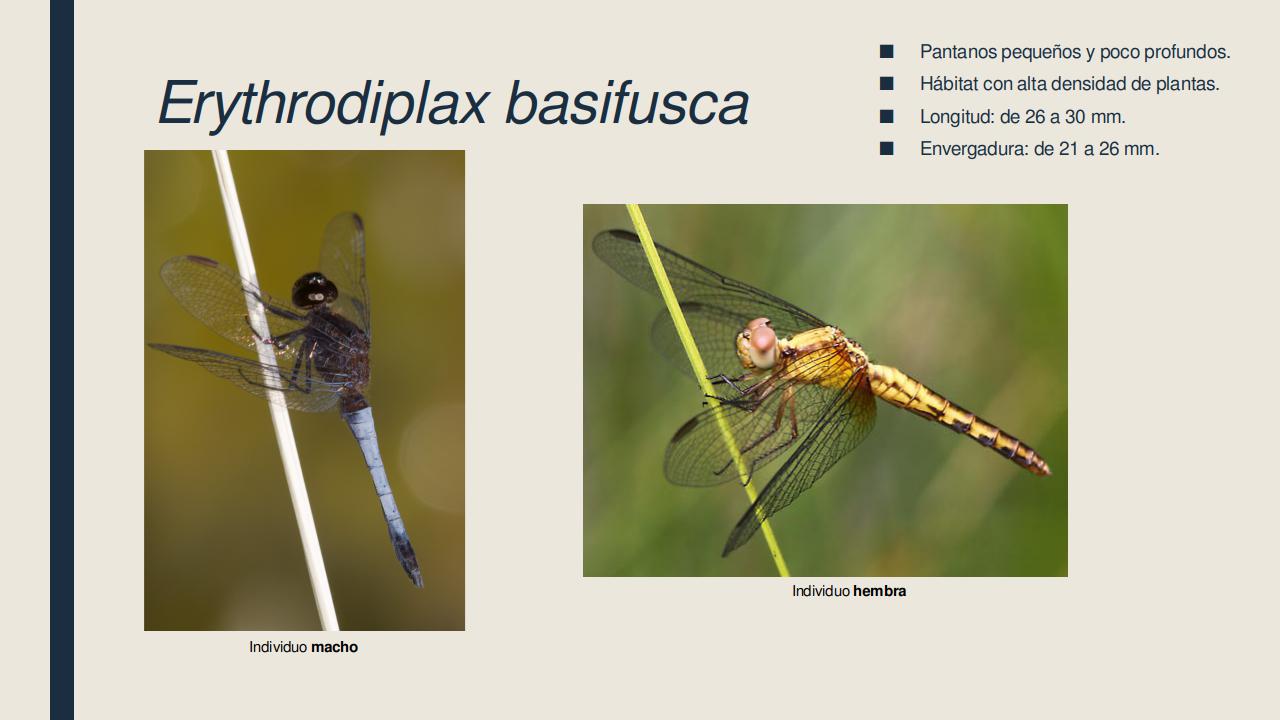 Erythrodiplax basifusca
■ Pantanos pequeños y poco profundos.
■ Hábitat con alta densidad de plantas.
■ Longitud: de 26 a 30 mm.
■ Envergadura: de 21 a 26 mm.
Individuo hembra
Individuo macho